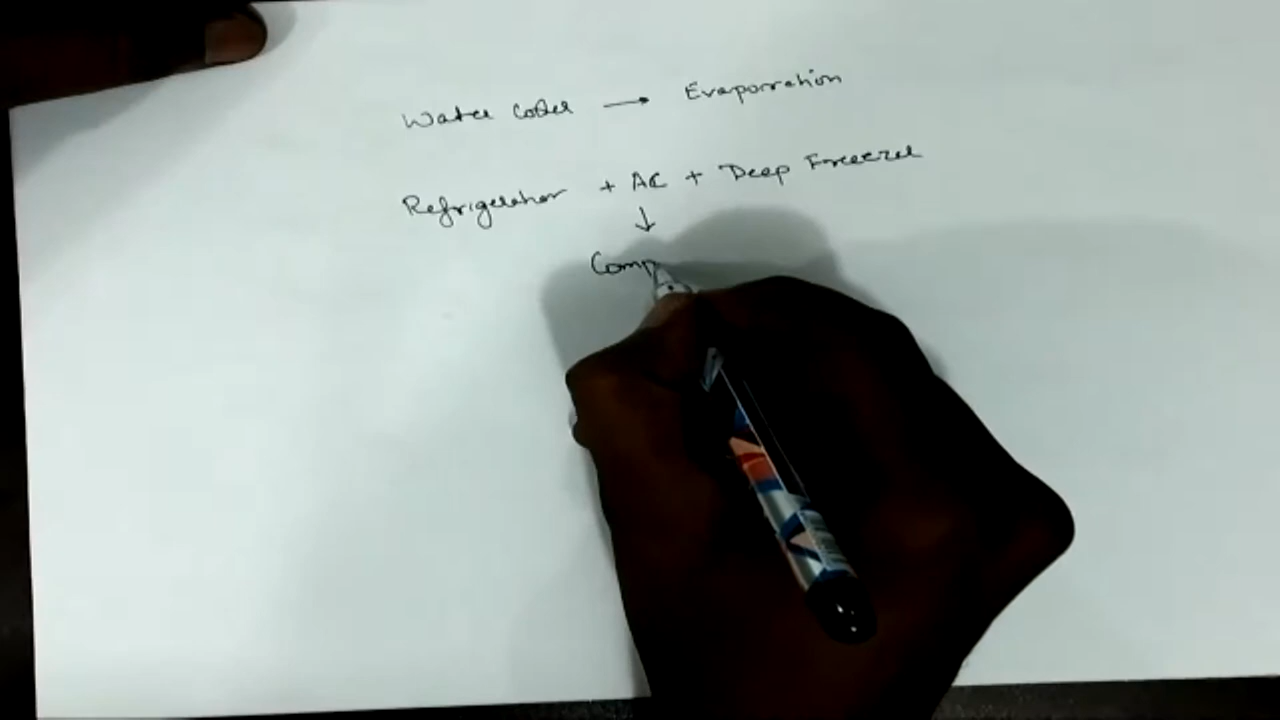 Water Cooler → Evaporation
Refrigerator + AC + Deep Freezer
↓
Comp